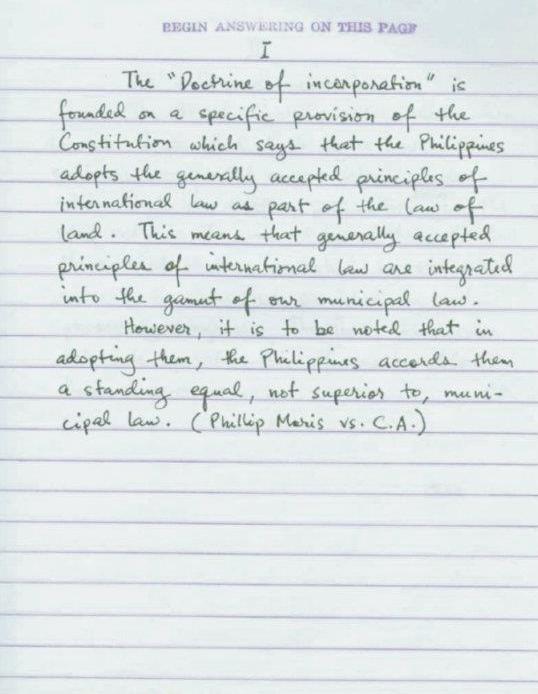 BEGIN ANSWERING ON THIS PAGE
I
The "Doctrine of incorporation" is
founded on a specific provision of the
Constitution which says that the Philippines
adopts the generally accepted principles of
international law as part of the law of
land. This means that generally accepted
principles of international law are integrated
into the gamut of our municipal law.
However, it is to be noted that in
adopting them, the Philippines accords them
a standing equal, not superior to, muni-
cipal law. (Phillip Moris vs. C.A.)